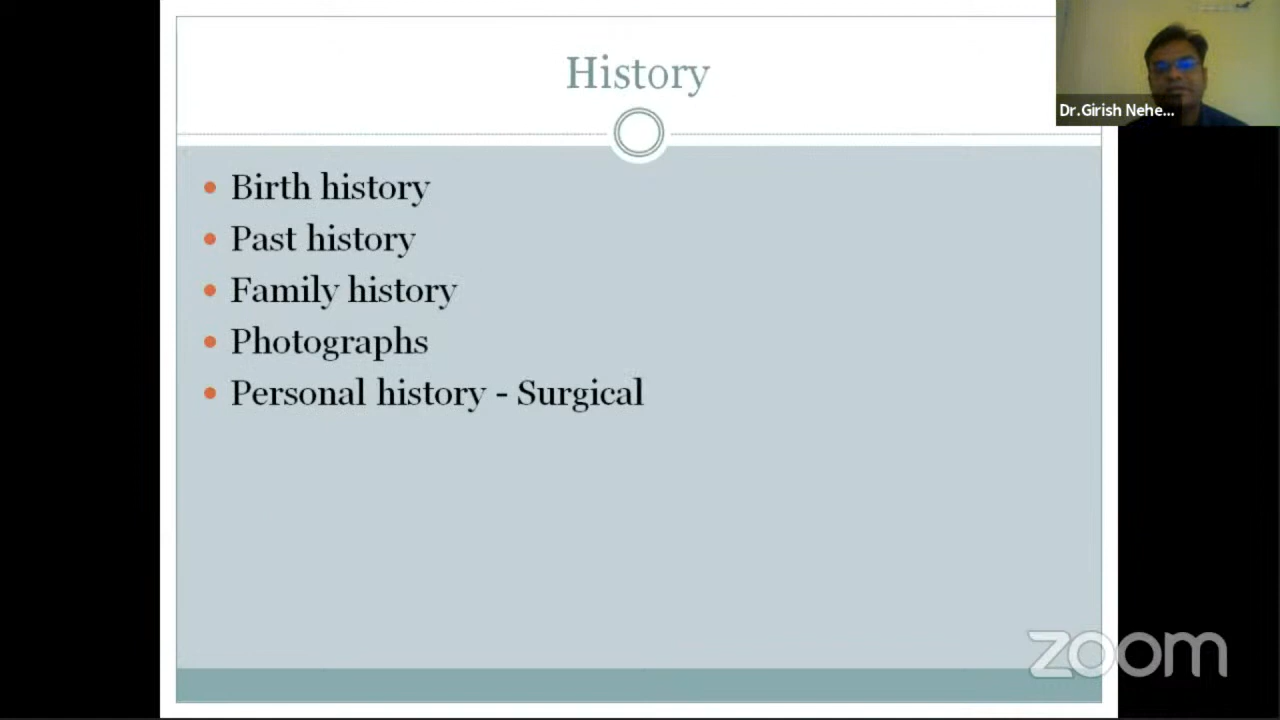 History
Dr.Girish Nehe...
Birth history
Past history
Family history
Photographs
Personal history - Surgical
zoom